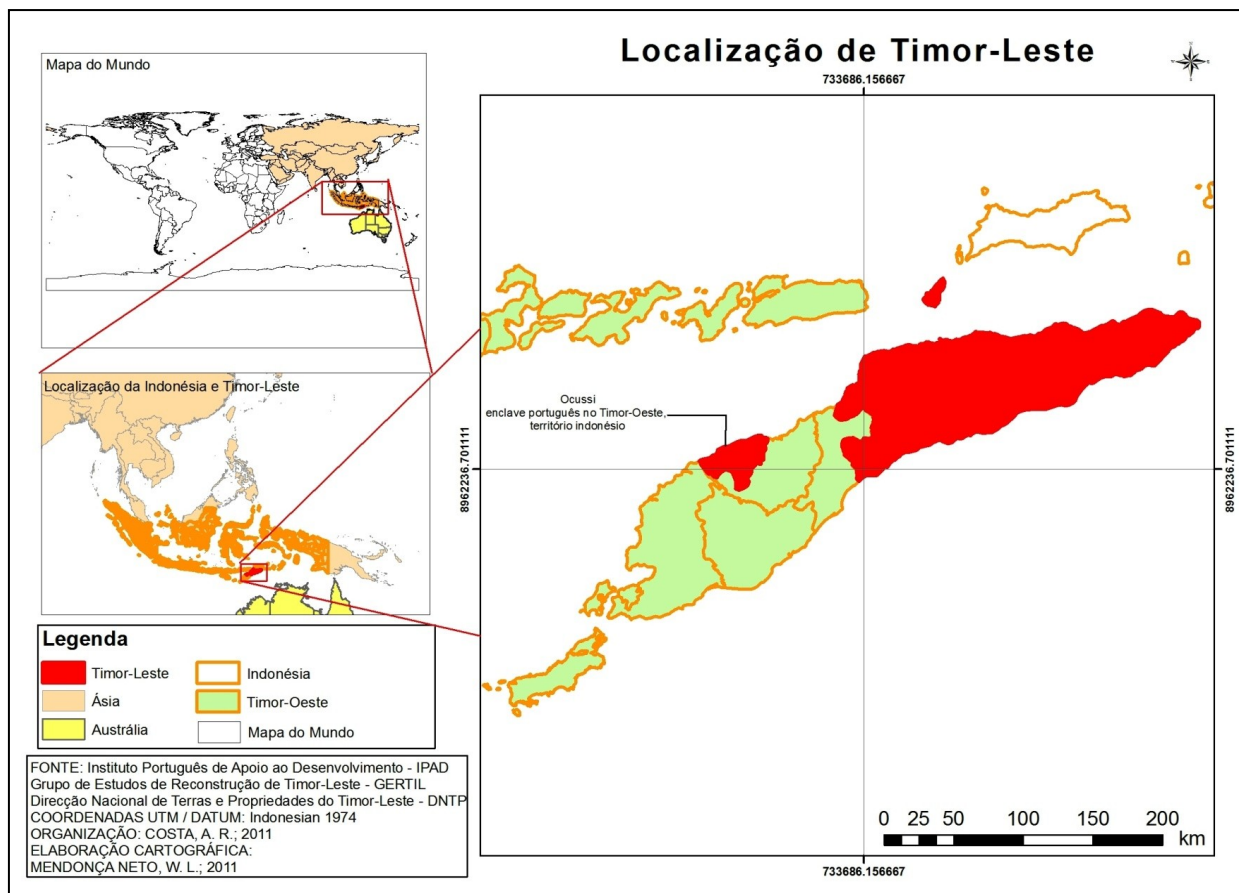 Localização de Timor-Leste
Mapa do Mundo
733686.156667
Localização da Indonésia e Timor-Leste
Ocussi
enclave português no Timor-Oeste,
território indonésio
8962236.701111
8962236.701111
Legenda
Timor-Leste
Indonésia
Ásia
Timor-Oeste
Austrália
Mapa do Mundo
FONTE: Instituto Português de Apoio ao Desenvolvimento - IPAD
Grupo de Estudos de Reconstrução de Timor-Leste - GERTIL
Direcção Nacional de Terras e Propriedades do Timor-Leste - DNTP
COORDENADAS UTM / DATUM: Indonesian 1974
ORGANIZAÇÃO: COSTA, A. R.; 2011
ELABORAÇÃO CARTOGRÁFICA:
MENDONÇA NETO, W. L.; 2011
0 25 50 100 150 200
km
733686.156667